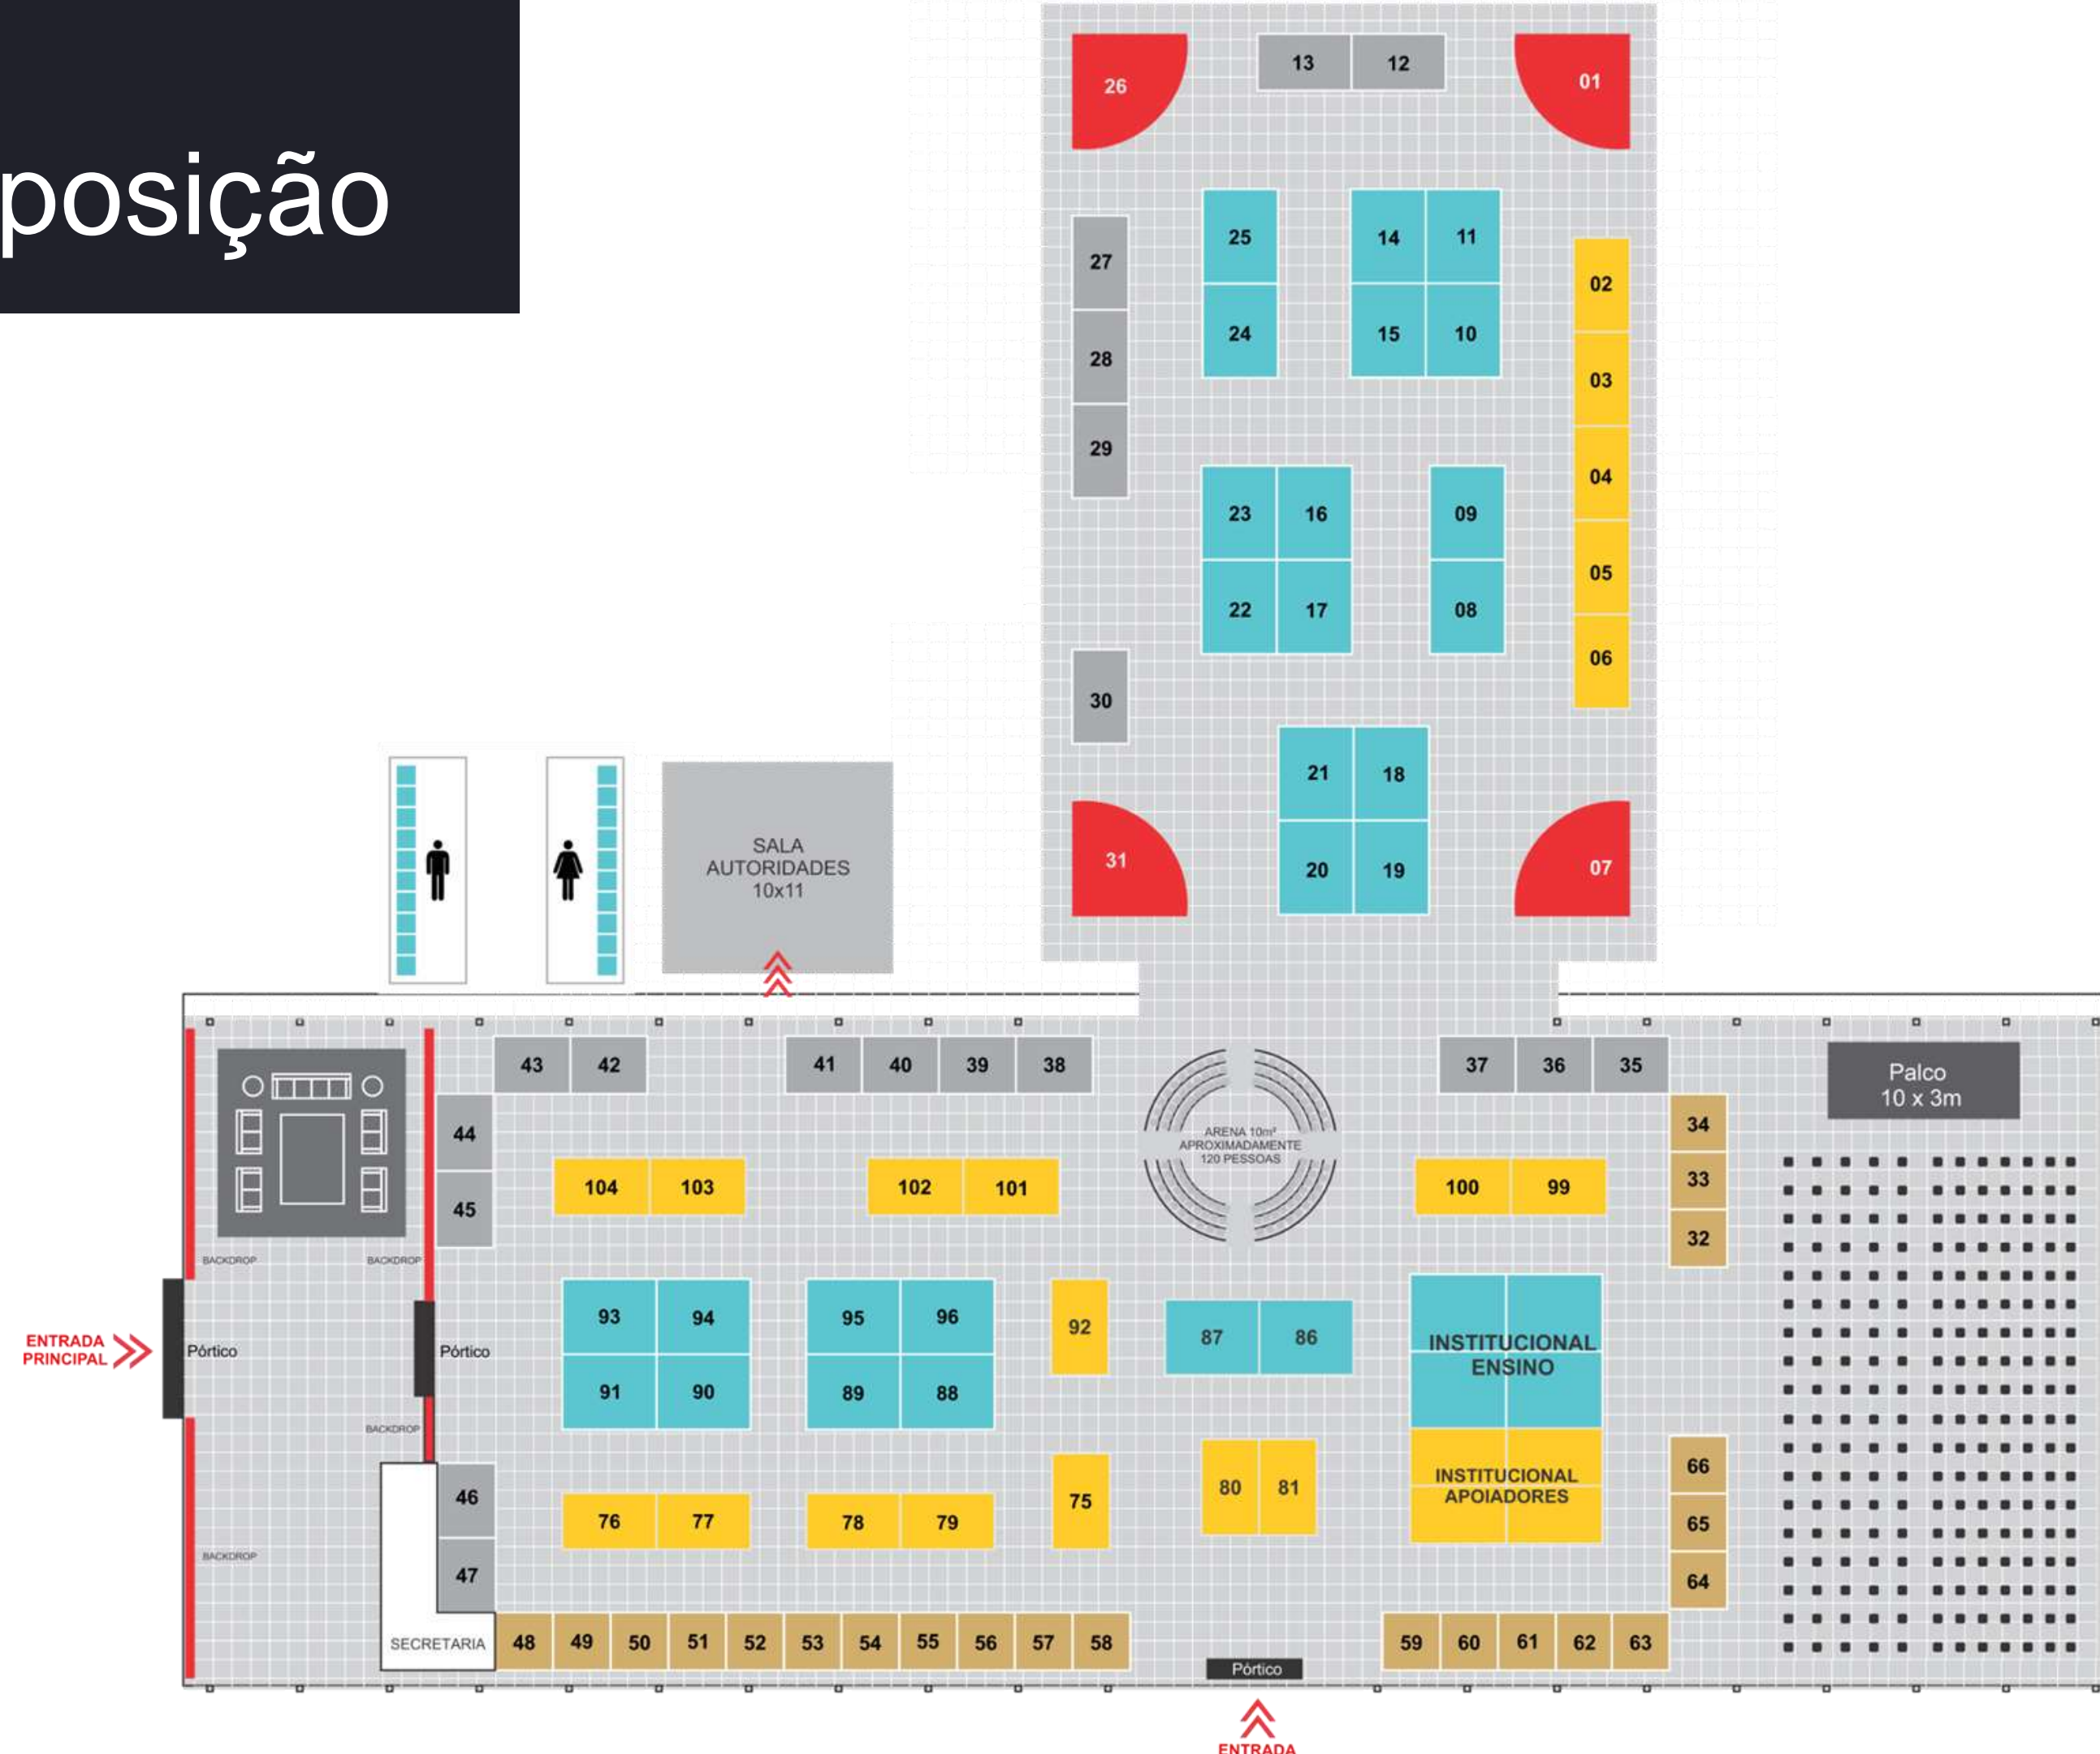 posição
13 12
26
01
25 14 11
27
02
24 15 10
28
03
29
04
23 16 09
05
22 17 08
06
30
21 18
SALA
AUTORIDADES
10x11
31
20 19
07
43 42 41 40 39 38 37 36 35
Palco
10 x 3m
44
34
ARENA 10m²
APROXIMADAMENTE
120 PESSOAS
45
104 103 102 101 100 99
33
32
BACKDROP
BACKDROP
93 94 95 96 92
87 86
ENTRADA
PRINCIPAL
Pórtico
Pórtico
INSTITUCIONAL
ENSINO
91 90 89 88
BACKDROP
46
66
INSTITUCIONAL
APOIADORES
80 81
75
76 77 78 79
65
BACKDROP
47
64
SECRETARIA
48 49 50 51 52 53 54 55 56 57 58
59 60 61 62 63
Pórtico
ENTRADA